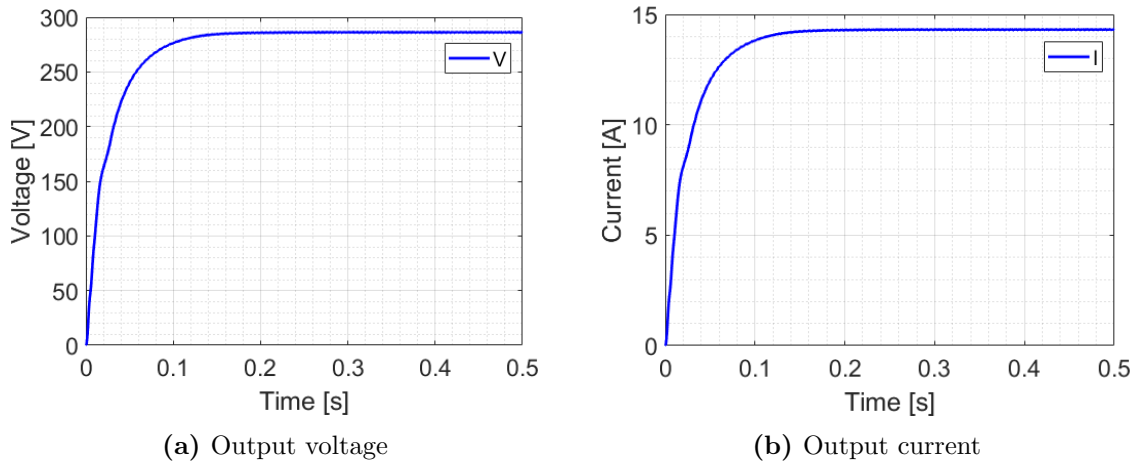 300
250
200
150
100
50
0
Voltage [V]
V
0 0.1 0.2 0.3 0.4 0.5
Time [s]
(a) Output voltage
15
10
5
0
Current [A]
I
0 0.1 0.2 0.3 0.4 0.5
Time [s]
(b) Output current